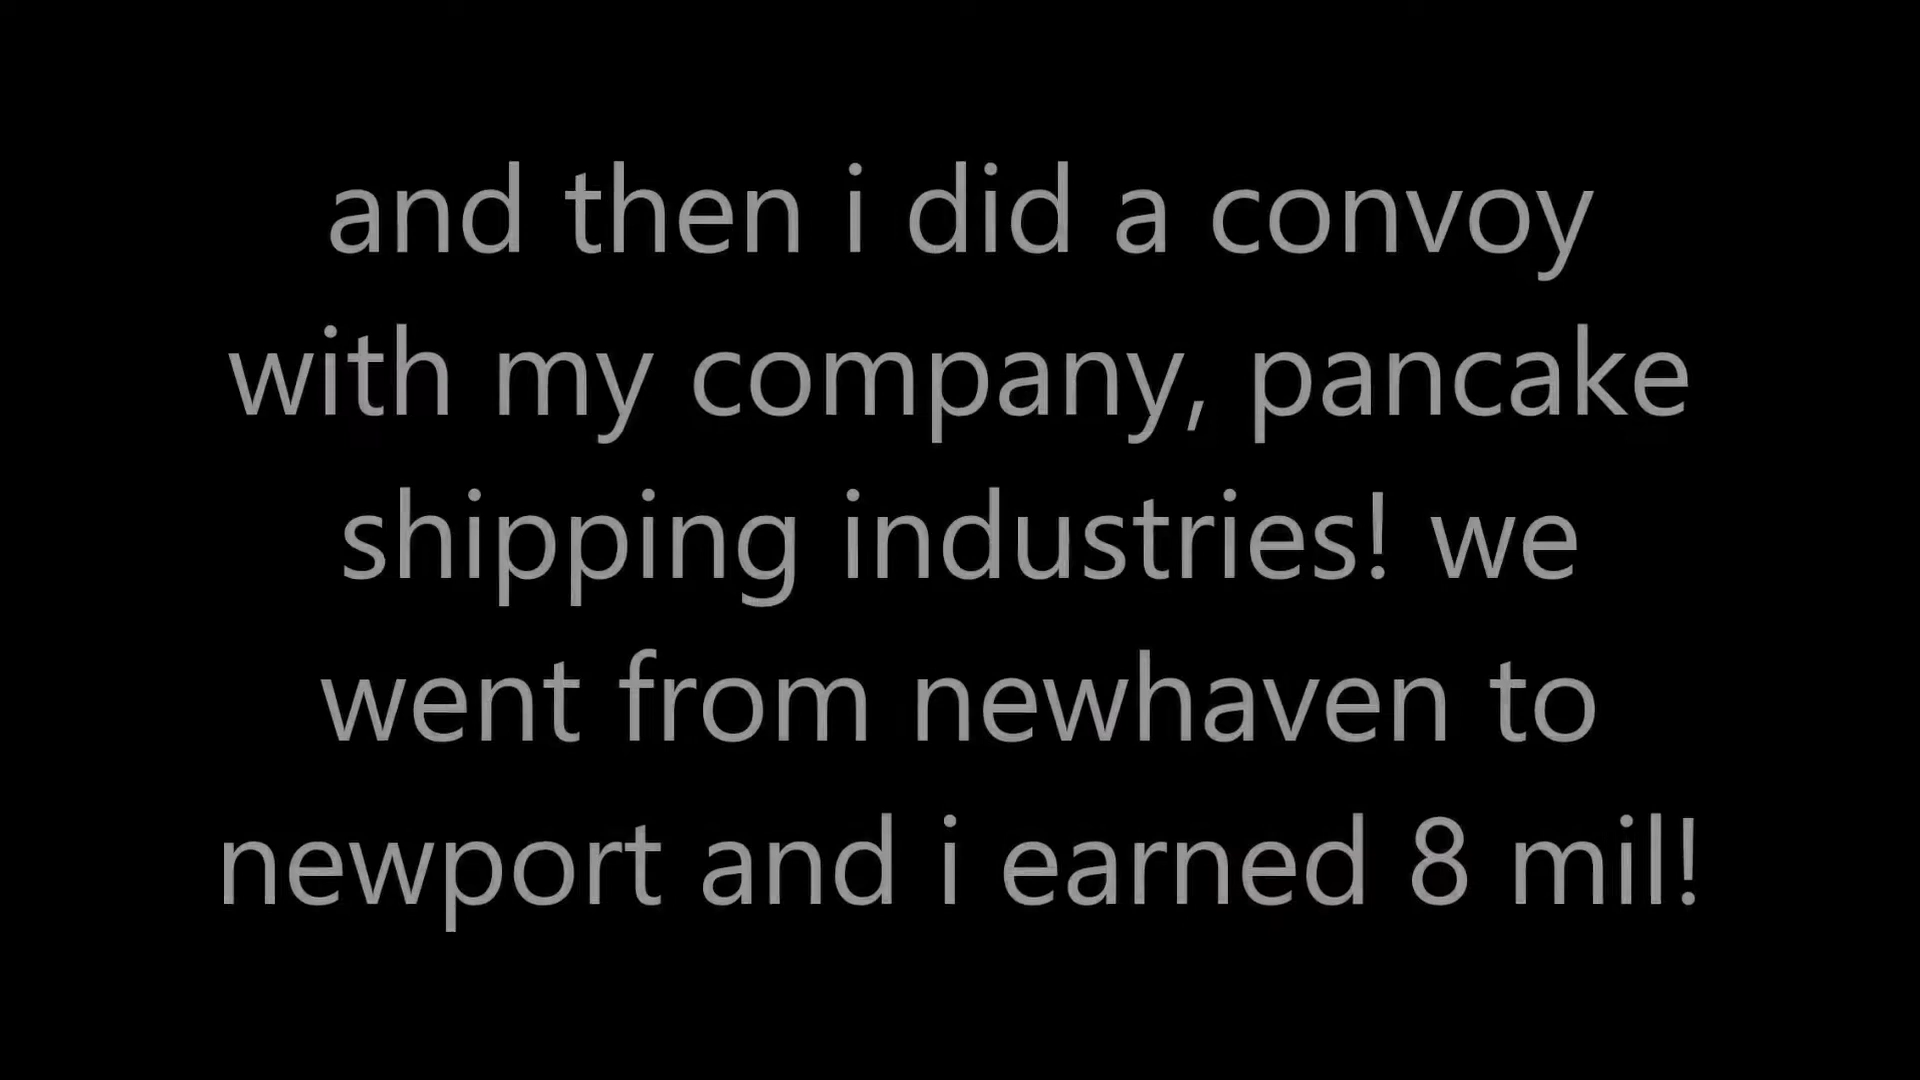 and then i did a convoy
with my company, pancake
shipping industries! we
went from newhaven to
newport and i earned 8 mil!